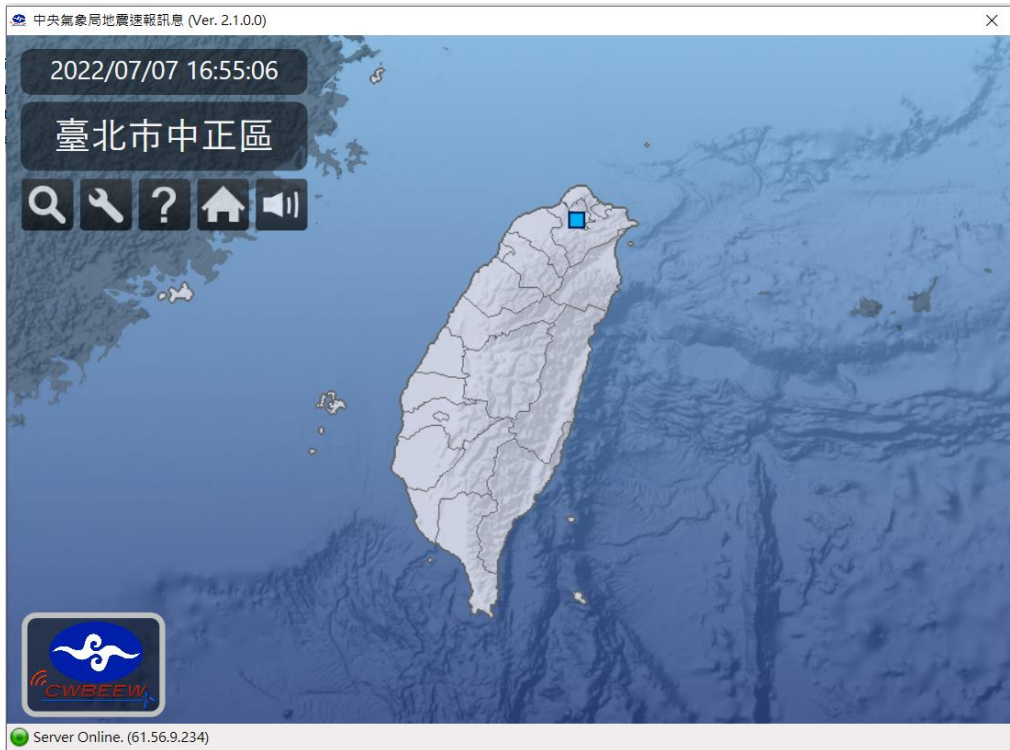 中央氣象局地震速報訊息 (Ver. 2.1.0.0)
2022/07/07 16:55:06
臺北市中正區
?
CWBEEW
Server Online. (61.56.9.234)